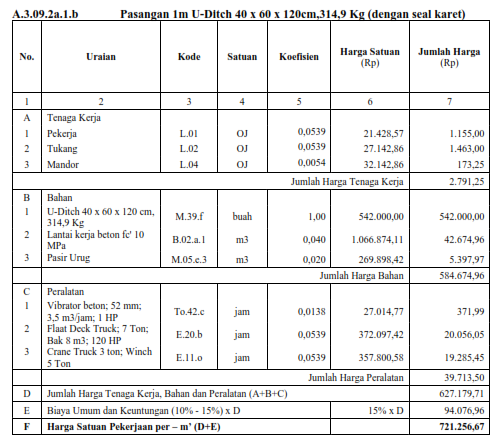 A.3.09.2a.1.b Pasangan 1m U-Ditch 40 x 60 x 120cm,314,9 Kg (dengan seal karet)
No. Uraian Kode Satuan Koefisien Harga Satuan (Rp) Jumlah Harga (Rp)
1 2 3 4 5 6 7
A Tenaga Kerja
1 Pekerja L.01 OJ 0,0539 21.428,57 1.155,00
2 Tukang L.02 OJ 0,0539 27.142,86 1.463,00
3 Mandor L.04 OJ 0,0054 32.142,86 173,25
Jumlah Harga Tenaga Kerja 2.791,25
B Bahan
1 U-Ditch 40 x 60 x 120 cm, 314,9 Kg M.39.f buah 1,00 542.000,00 542.000,00
2 Lantai kerja beton fc' 10 MPa B.02.a.1 m3 0,040 1.066.874,11 42.674,96
3 Pasir Urug M.05.e.3 m3 0,020 269.898,42 5.397,97
Jumlah Harga Bahan 584.674,96
C Peralatan
1 Vibrator beton; 52 mm; 3,5 m3/jam; 1 HP To.42.c jam 0,0138 27.014,77 371,99
2 Flaat Deck Truck; 7 Ton; Bak 8 m3; 120 HP E.20.b jam 0,0539 372.097,42 20.056,05
3 Crane Truck 3 ton; Winch 5 Ton E.11.o jam 0,0539 357.800,58 19.285,45
Jumlah Harga Peralatan 39.713,50
D Jumlah Harga Tenaga Kerja, Bahan dan Peralatan (A+B+C) 627.179,71
E Biaya Umum dan Keuntungan (10% - 15%) x D 15% x D 94.076,96
F Harga Satuan Pekerjaan per – m' (D+E) 721.256,67